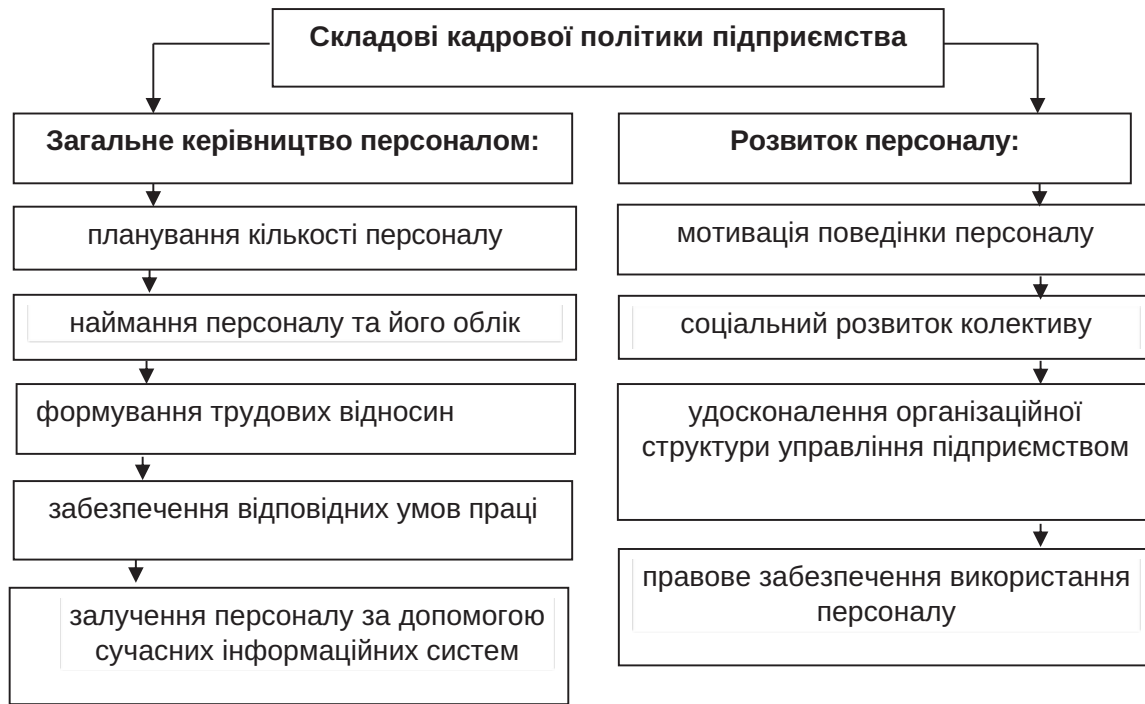 Складові кадрової політики підприємства
Загальне керівництво персоналом:
планування кількості персоналу
наймання персоналу та його облік
формування трудових відносин
забезпечення відповідних умов праці
залучення персоналу за допомогою
сучасних інформаційних систем
Розвиток персоналу:
мотивація поведінки персоналу
соціальний розвиток колективу
удосконалення організаційної
структури управління підприємством
правове забезпечення використання
персоналу